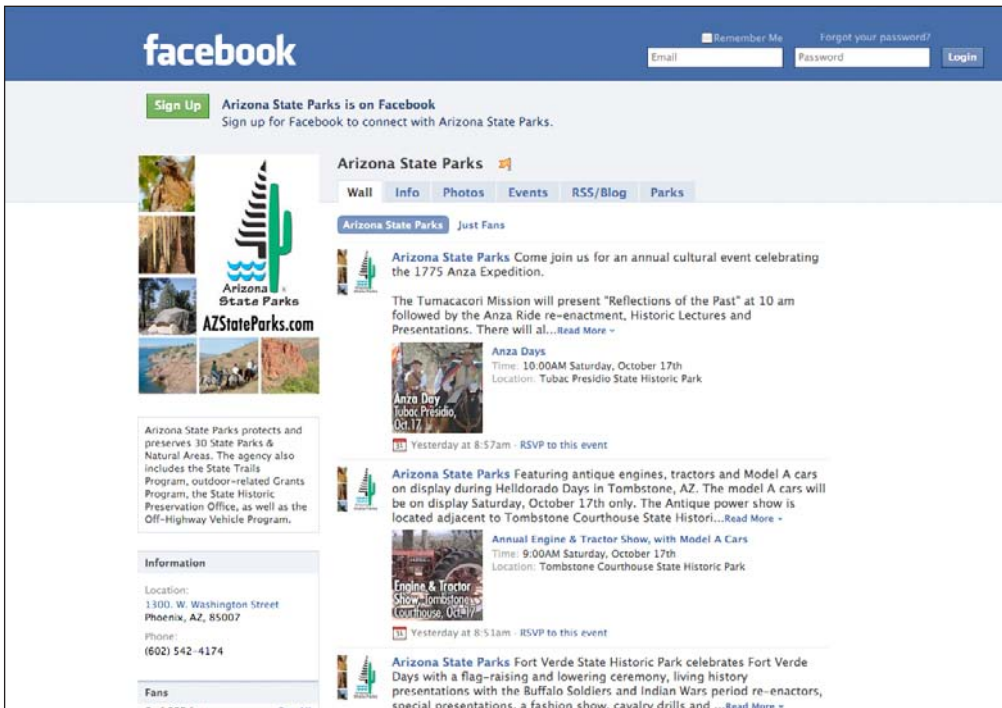 facebook
Remember Me
Forgot your password?
Email
Password
Login
Sign Up
Arizona State Parks is on Facebook
Sign up for Facebook to connect with Arizona State Parks.
Arizona
State Parks
AZStateParks.com
Arizona State Parks protects and
preserves 30 State Parks &
Natural Areas. The agency also
includes the State Trails
Program, outdoor-related Grants
Program, the State Historic
Preservation Office, as well as the
Off-Highway Vehicle Program.
Information
Location:
1300. W. Washington Street
Phoenix, AZ, 85007
Phone:
(602) 542-4174
Fans
Arizona State Parks
Wall Info Photos Events RSS/Blog Parks
Arizona State Parks Just Fans
Arizona State Parks Come join us for an annual cultural event celebrating
the 1775 Anza Expedition.
The Tumacacori Mission will present "Reflections of the Past" at 10 am
followed by the Anza Ride re-enactment, Historic Lectures and
Presentations. There will al...Read More
Anza Day
Tubac Presidio,
Oct.17
Anza Days
Time: 10:00AM Saturday, October 17th
Location: Tubac Presidio State Historic Park
31 Yesterday at 8:57am · RSVP to this event
Arizona State Parks Featuring antique engines, tractors and Model A cars
on display during Helldorado Days in Tombstone, AZ. The model A cars will
be on display Saturday, October 17th only. The Antique power show is
located adjacent to Tombstone Courthouse State Histori...Read More
Engine & Tractor
Show, Tombstone
Courthouse, Oct. 17
Annual Engine & Tractor Show, with Model A Cars
Time: 9:00AM Saturday, October 17th
Location: Tombstone Courthouse State Historic Park
31 Yesterday at 8:51am · RSVP to this event
Arizona State Parks Fort Verde State Historic Park celebrates Fort Verde
Days with a flag-raising and lowering ceremony, living history
presentations with the Buffalo Soldiers and Indian Wars period re-enactors,
special presentations, a fashion show, cavalry drills and ...Read More